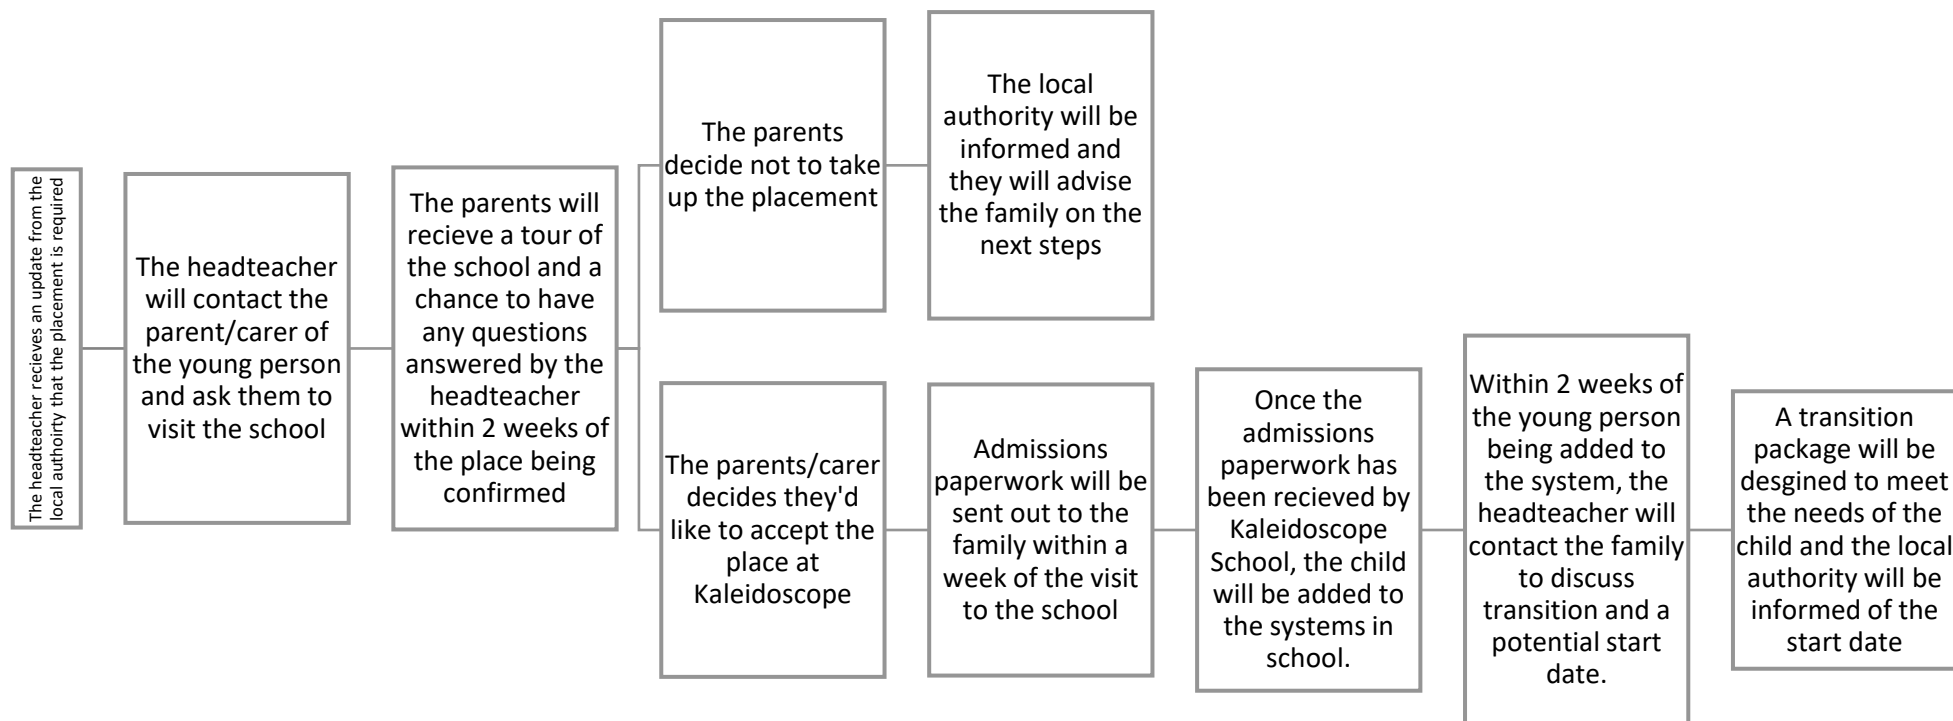 The headteacher recieves an update from the
local authoirty that the placement is required
The headteacher
will contact the
parent/carer of
the young person
and ask them to
visit the school
The parents will
recieve a tour of
the school and a
chance to have
any questions
answered by the
headteacher
within 2 weeks of
the place being
confirmed
The parents
decide not to take
up the placement
The local
authority will be
informed and
they will advise
the family on the
next steps
The parents/carer
decides they'd
like to accept the
place at
Kaleidoscope
Admissions
paperwork will be
sent out to the
family within a
week of the visit
to the school
Once the
admissions
paperwork has
been recieved by
Kaleidoscope
School, the child
will be added to
the systems in
school.
Within 2 weeks of
the young person
being added to
the system, the
headteacher will
contact the family
to discuss
transition and a
potential start
date.
A transition
package will be
desgined to meet
the needs of the
child and the local
authority will be
informed of the
start date